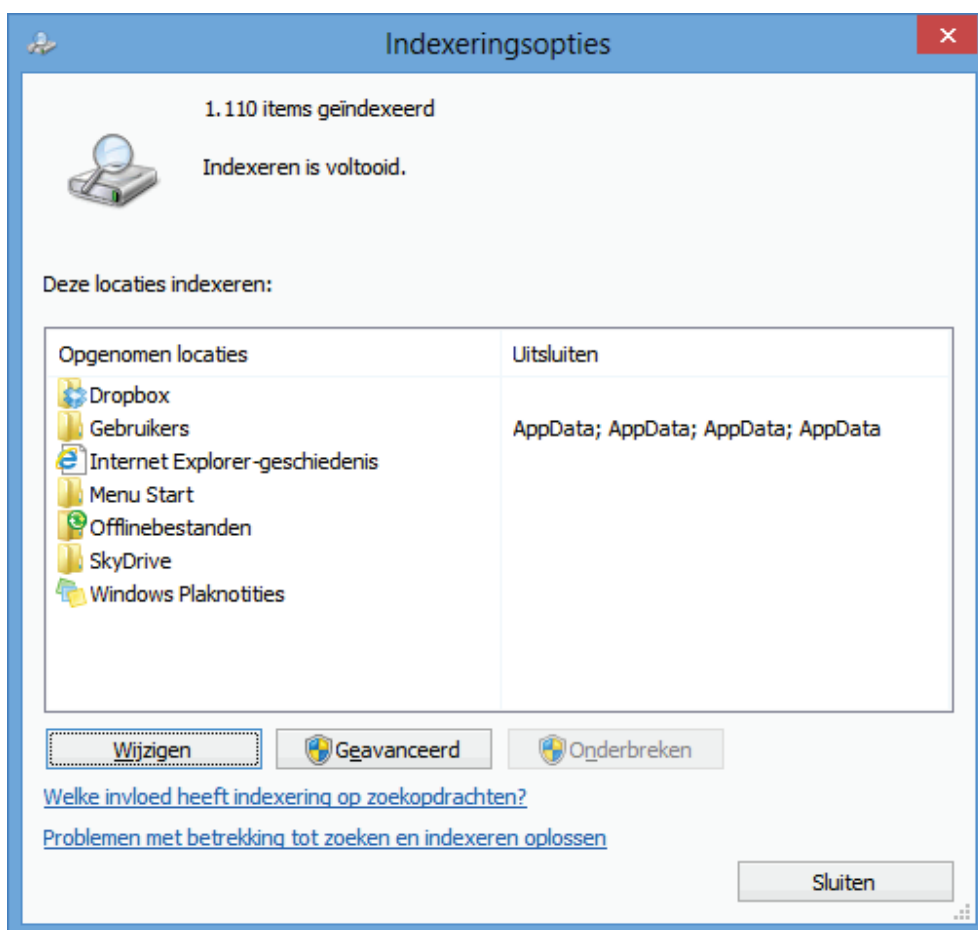 Indexeringsopties
1.110 items geïndexeerd
Indexeren is voltooid.
Deze locaties indexeren:
Opgenomen locaties Uitsluiten
Dropbox
Gebruikers AppData; AppData; AppData; AppData
Internet Explorer-geschiedenis
Menu Start
Offlinebestanden
SkyDrive
Windows Plaknotities
Wijzigen Geavanceerd Onderbreken
Welke invloed heeft indexering op zoekopdrachten?
Problemen met betrekking tot zoeken en indexeren oplossen
Sluiten